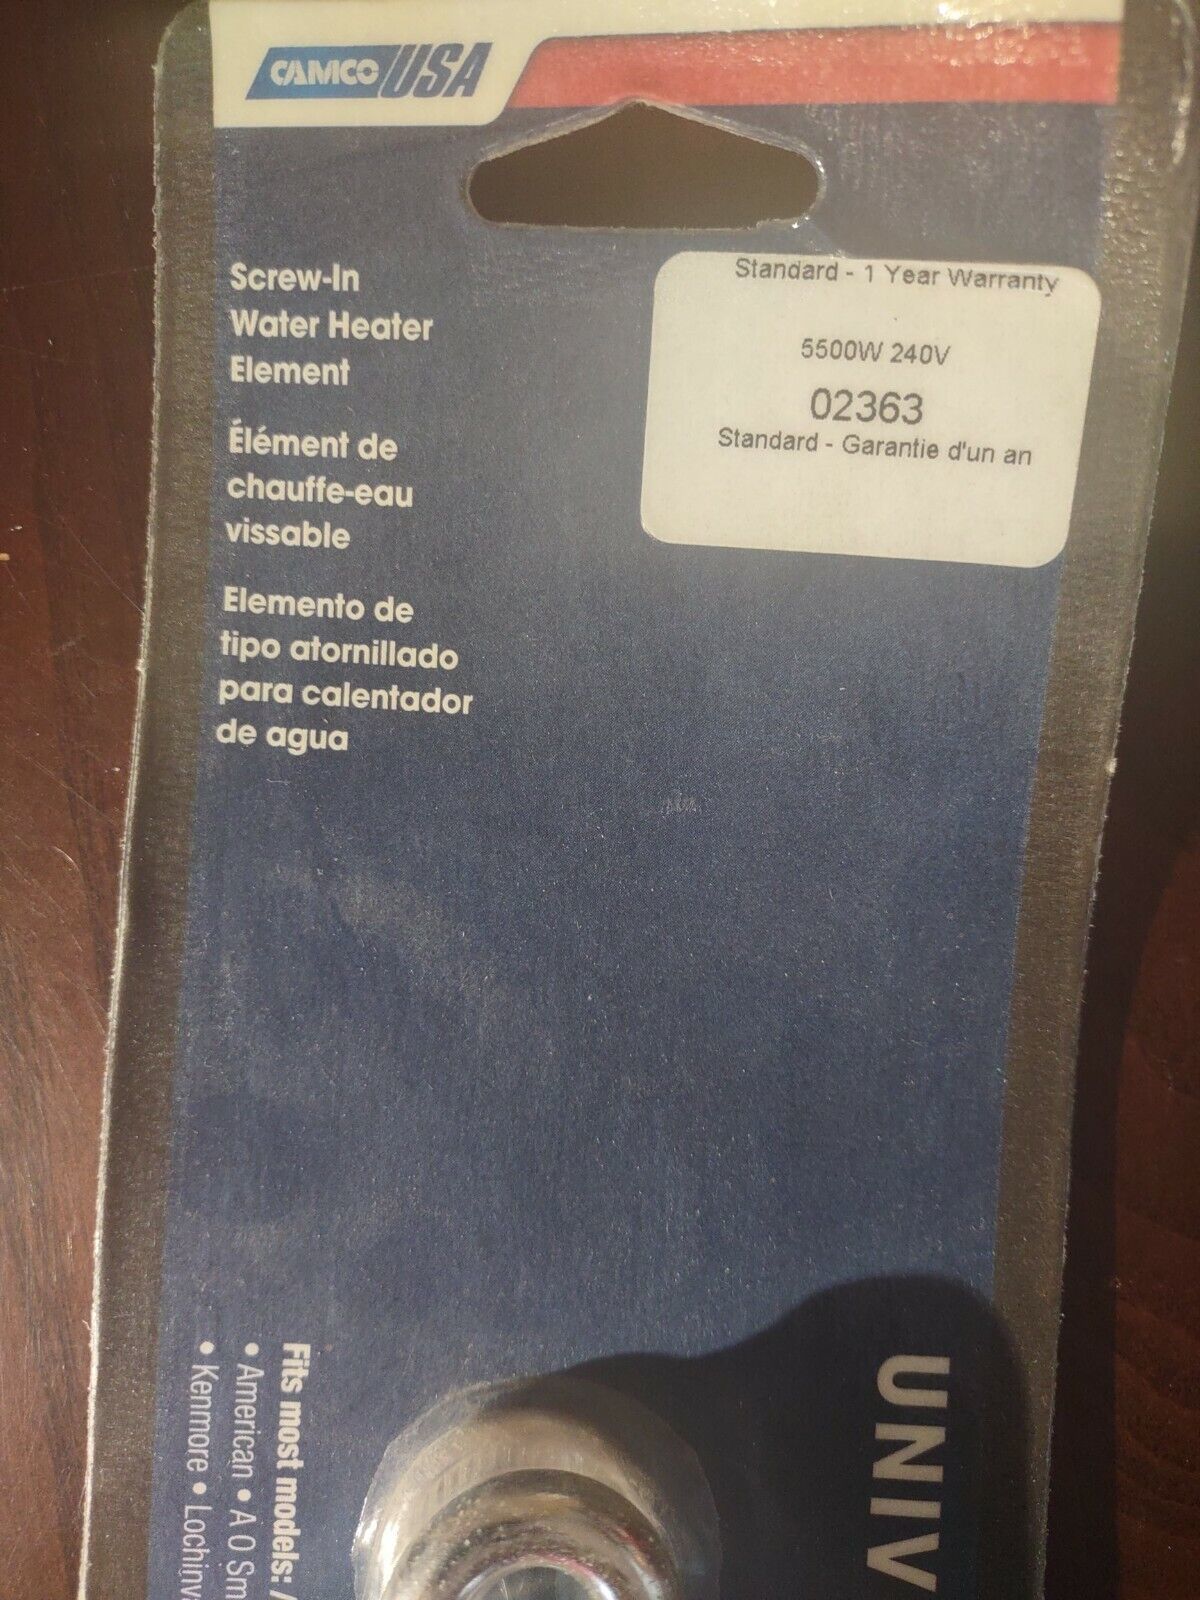 CAMCO USA
Screw-In
Water Heater
Element
Élément de
chauffe-eau
vissable
Elemento de
tipo atornillado
para calentador
de agua
Standard - 1 Year Warranty
5500W 240V
02363
Standard - Garantie d'un an
UNIV
Fits most models:
• American • A O Sm
• Kenmore • Lochinv